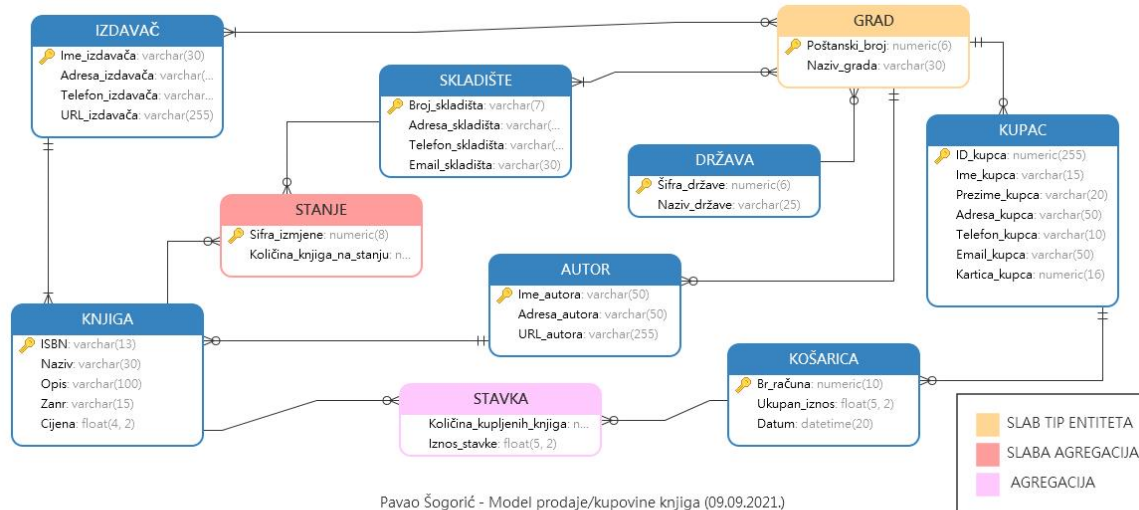 IZDAVAČ
Ime_izdavača: varchar(30)
Adresa_izdavača: varchar(...
Telefon_izdavača: varchar...
URL_izdavača: varchar(255)
GRAD
Poštanski_broj: numeric(6)
Naziv_grada: varchar(30)
SKLADIŠTE
Broj_skladišta: varchar(7)
Adresa_skladišta: varchar(...
Telefon_skladišta: varchar(...
Email_skladišta: varchar(30)
KUPAC
ID_kupca: numeric(255)
Ime_kupca: varchar(15)
Prezime_kupca: varchar(20)
Adresa_kupca: varchar(50)
Telefon_kupca: varchar(10)
Email_kupca: varchar(50)
Kartica_kupca: numeric(16)
DRŽAVA
Šifra_države: numeric(6)
Naziv_države: varchar(25)
STANJE
Sifra_izmjene: numeric(8)
Količina_knjiga_na_stanju: n...
AUTOR
Ime_autora: varchar(50)
Adresa_autora: varchar(50)
URL_autora: varchar(255)
KNJIGA
ISBN: varchar(13)
Naziv: varchar(30)
Opis: varchar(100)
Zanr: varchar(15)
Cijena: float(4, 2)
KOŠARICA
Br_računa: numeric(10)
Ukupan_iznos: float(5, 2)
Datum: datetime(20)
STAVKA
Količina_kupljenih_knjiga: n...
Iznos_stavke: float(5, 2)
SLAB TIP ENTITETA
SLABA AGREGACIJA
AGREGACIJA
Pavao Šogorić - Model prodaje/kupovine knjiga (09.09.2021.)